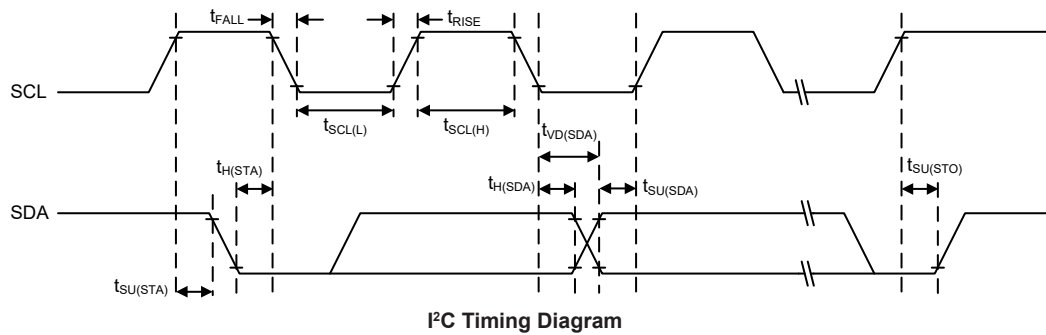 tFALL
tRISE
SCL
tSCL(L)
tSCL(H)
tVD(SDA)
tH(STA)
tH(SDA)
tSU(SDA)
tSU(STO)
SDA
tSU(STA)
I²C Timing Diagram